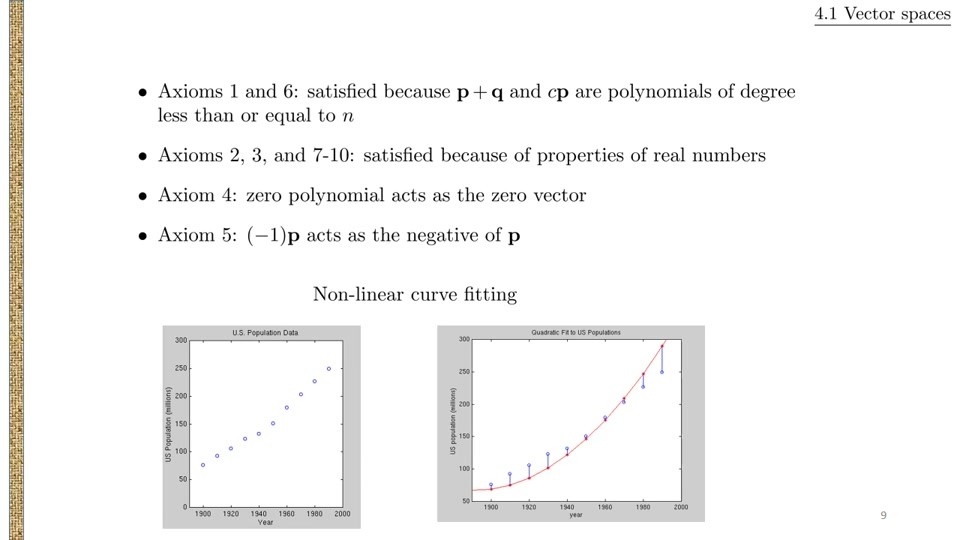 4.1 Vector spaces
• Axioms 1 and 6: satisfied because p + q and cp are polynomials of degree
less than or equal to n
• Axioms 2, 3, and 7-10: satisfied because of properties of real numbers
• Axiom 4: zero polynomial acts as the zero vector
• Axiom 5: (−1)p acts as the negative of p
Non-linear curve fitting
U.S. Population Data
300
250
200
150
100
50
0
US Population (millions)
1900 1920 1940 1960 1980 2000
Year
Quadratic Fit to US Populations
300
250
200
150
100
50
US population (millions)
1900 1920 1940 1960 1980 2000
year
9